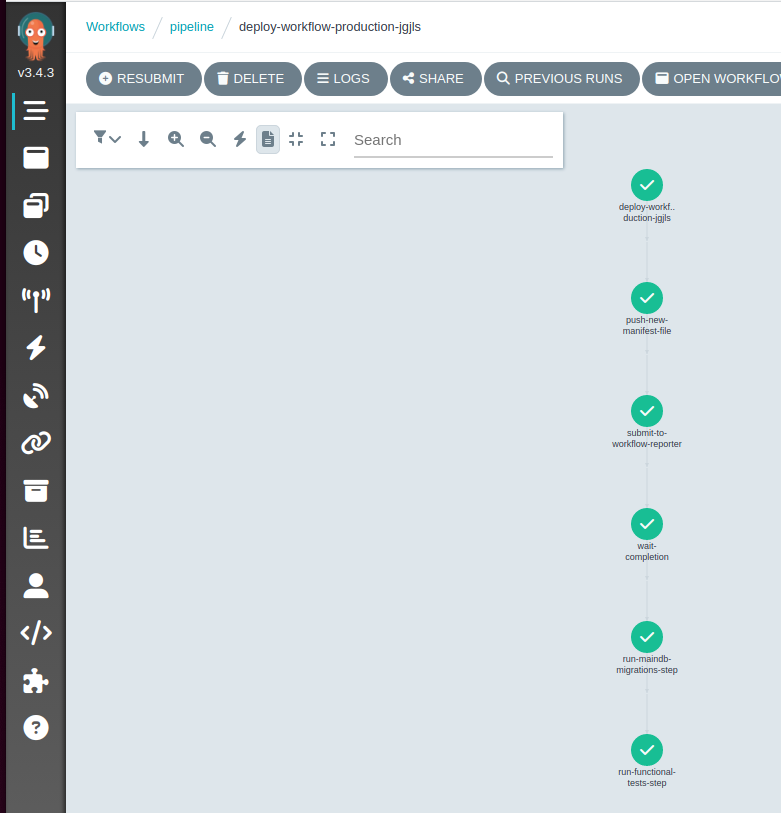 Workflows / pipeline / deploy-workflow-production-jgjls
v3.4.3
RESUBMIT DELETE LOGS SHARE PREVIOUS RUNS OPEN WORKFLO
Search
deploy-workf..
duction-jgjls
push-new-
manifest-file
submit-to-
workflow-reporter
wait-
completion
run-maindb-
migrations-step
run-functional-
tests-step